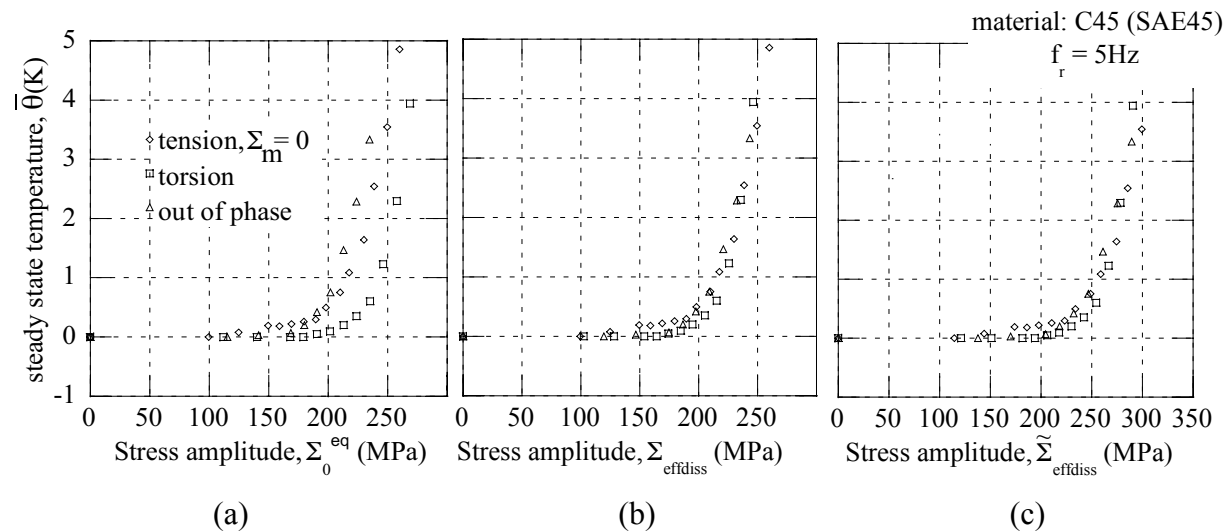 material: C45 (SAE45)
f_r = 5Hz
steady state temperature, θ̅(K)
5
4
3
2
1
0
-1
tension, Σ_m = 0
torsion
out of phase
0 50 100 150 200 250
0 50 100 150 200 250
0 50 100 150 200 250 300 350
Stress amplitude, Σ_0^eq (MPa)
Stress amplitude, Σ_effdiss (MPa)
Stress amplitude, Σ̃_effdiss (MPa)
(a) (b) (c)